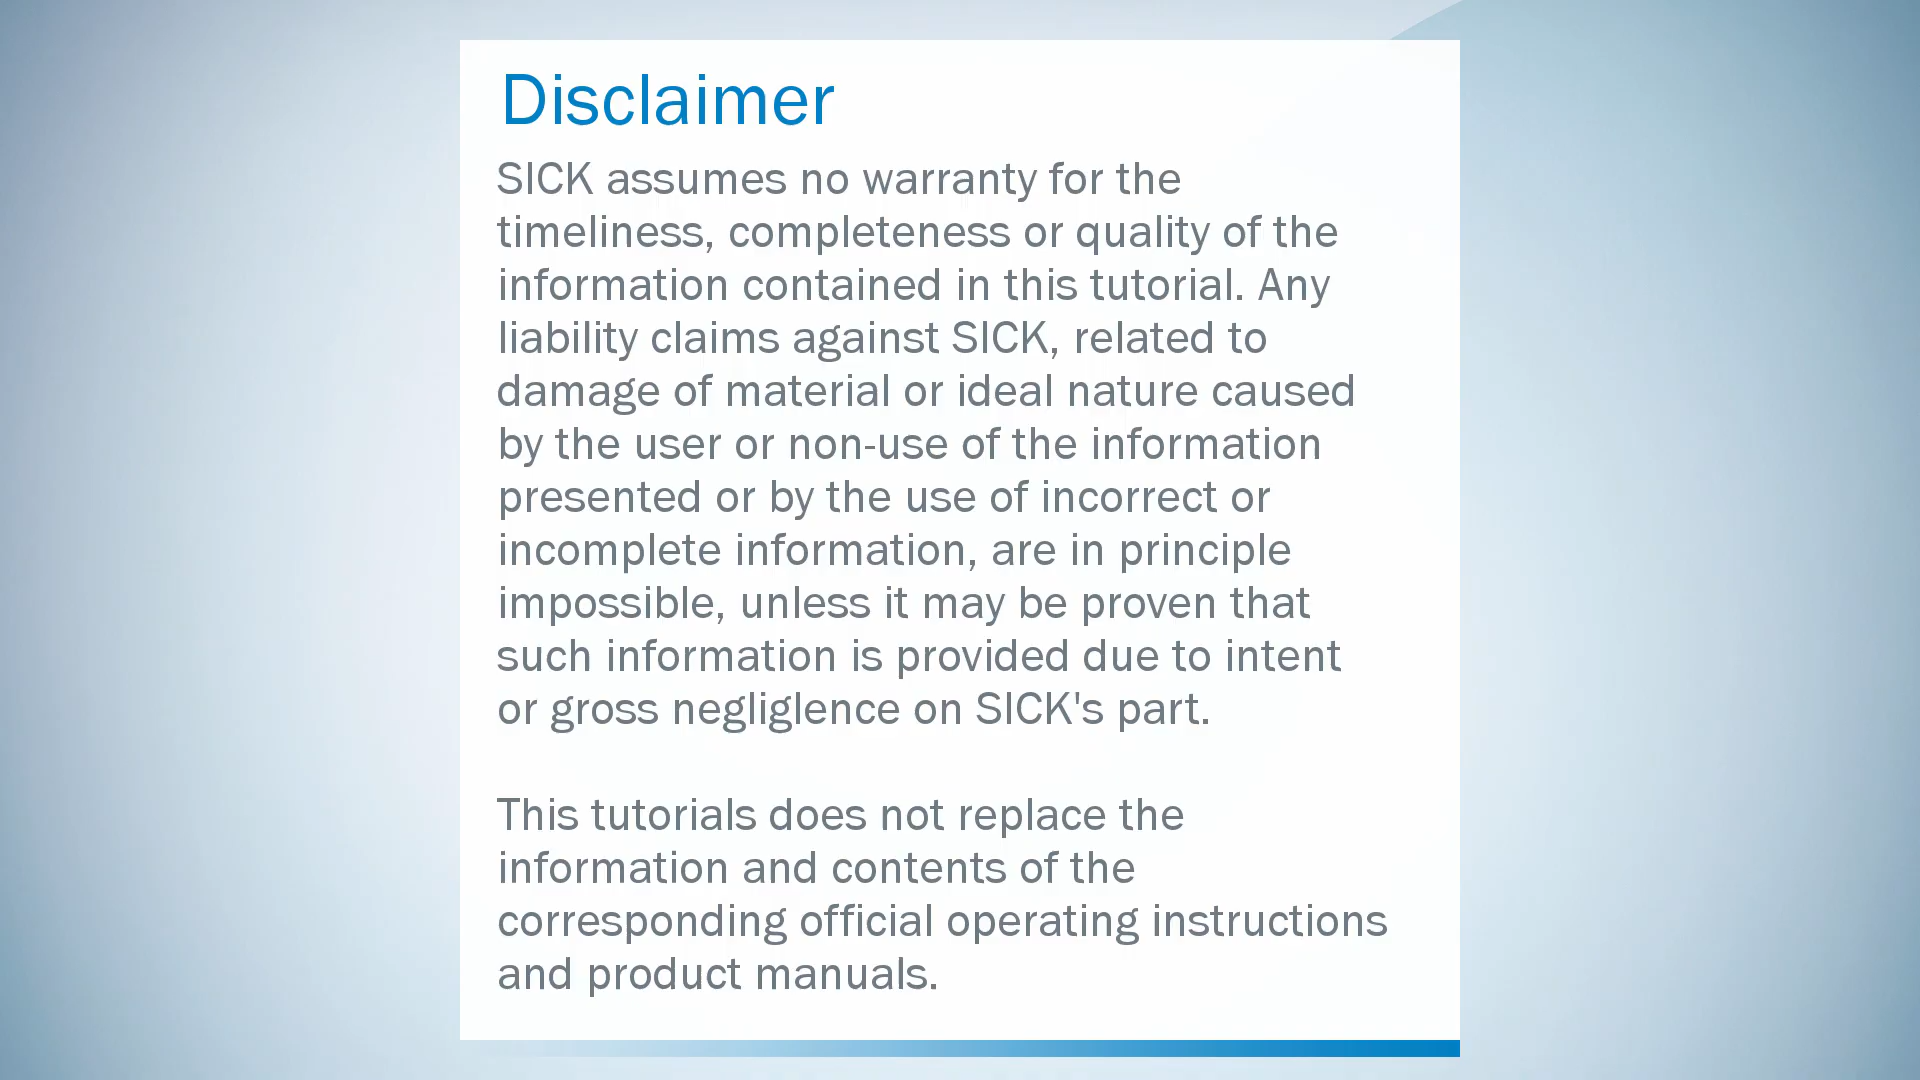 Disclaimer
SICK assumes no warranty for the
timeliness, completeness or quality of the
information contained in this tutorial. Any
liability claims against SICK, related to
damage of material or ideal nature caused
by the user or non-use of the information
presented or by the use of incorrect or
incomplete information, are in principle
impossible, unless it may be proven that
such information is provided due to intent
or gross negliglence on SICK's part.
This tutorials does not replace the
information and contents of the
corresponding official operating instructions
and product manuals.